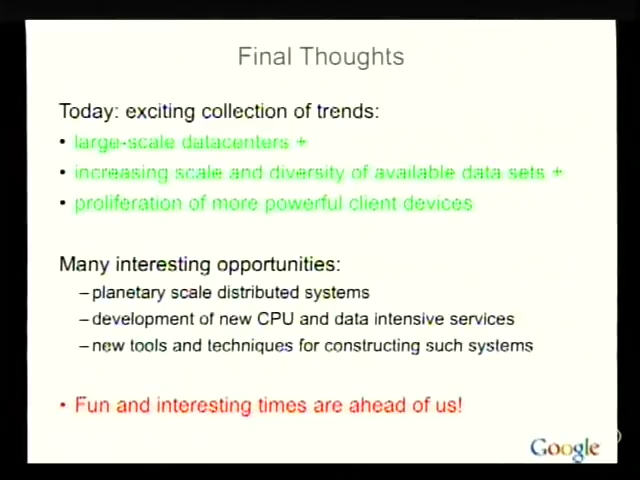 Final Thoughts
Today: exciting collection of trends:
• large-scale datacenters +
• increasing scale and diversity of available data sets +
• proliferation of more powerful client devices
Many interesting opportunities:
–planetary scale distributed systems
–development of new CPU and data intensive services
–new tools and techniques for constructing such systems
• Fun and interesting times are ahead of us!
Google